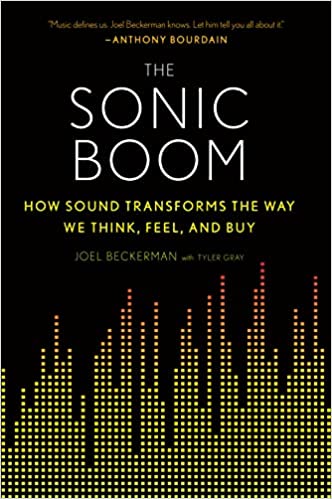 "Music defines us. Joel Beckerman knows. Let him tell you all about it."
–ANTHONY BOURDAIN
THE
SONIC
BOOM
HOW SOUND TRANSFORMS THE WAY
WE THINK, FEEL, AND BUY
JOEL BECKERMAN with TYLER GRAY